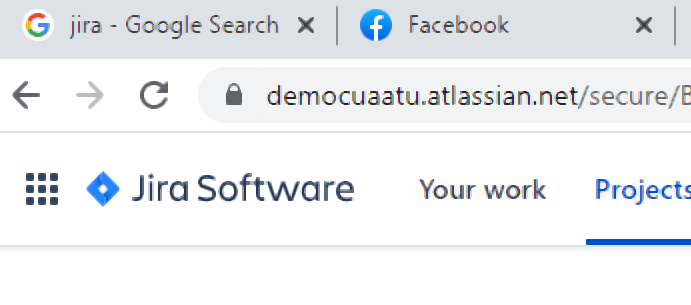 jira - Google Search Facebook
democuaatu.atlassian.net/secure/
Jira Software Your work Projects